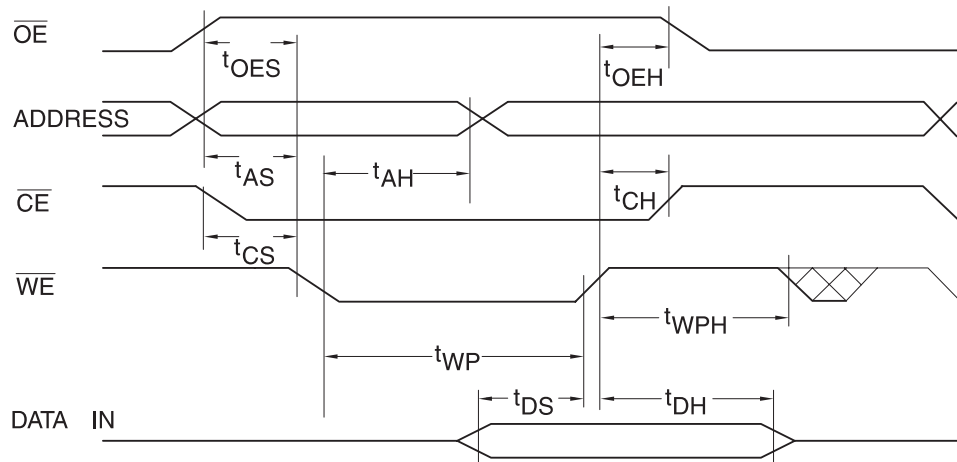 OE
tOES
tOEH
ADDRESS
tAS
tAH
CE
tCH
tCS
WE
tWPH
tWP
tDS
tDH
DATA IN